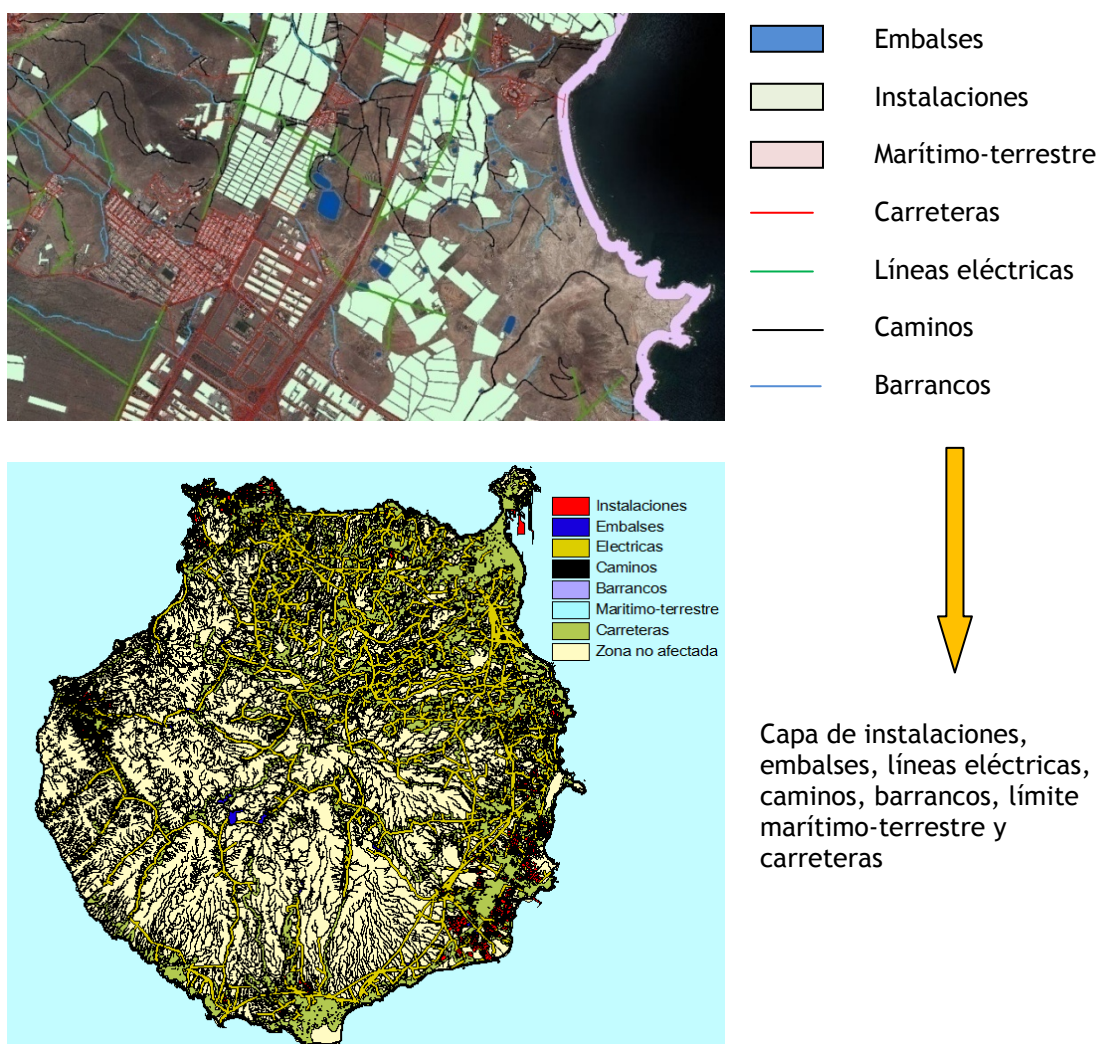 Embalses
Instalaciones
Marítimo-terrestre
Carreteras
Líneas eléctricas
Caminos
Barrancos
Instalaciones
Embalses
Electricas
Caminos
Barrancos
Maritimo-terrestre
Carreteras
Zona no afectada
Capa de instalaciones,
embalses, líneas eléctricas,
caminos, barrancos, límite
marítimo-terrestre y
carreteras